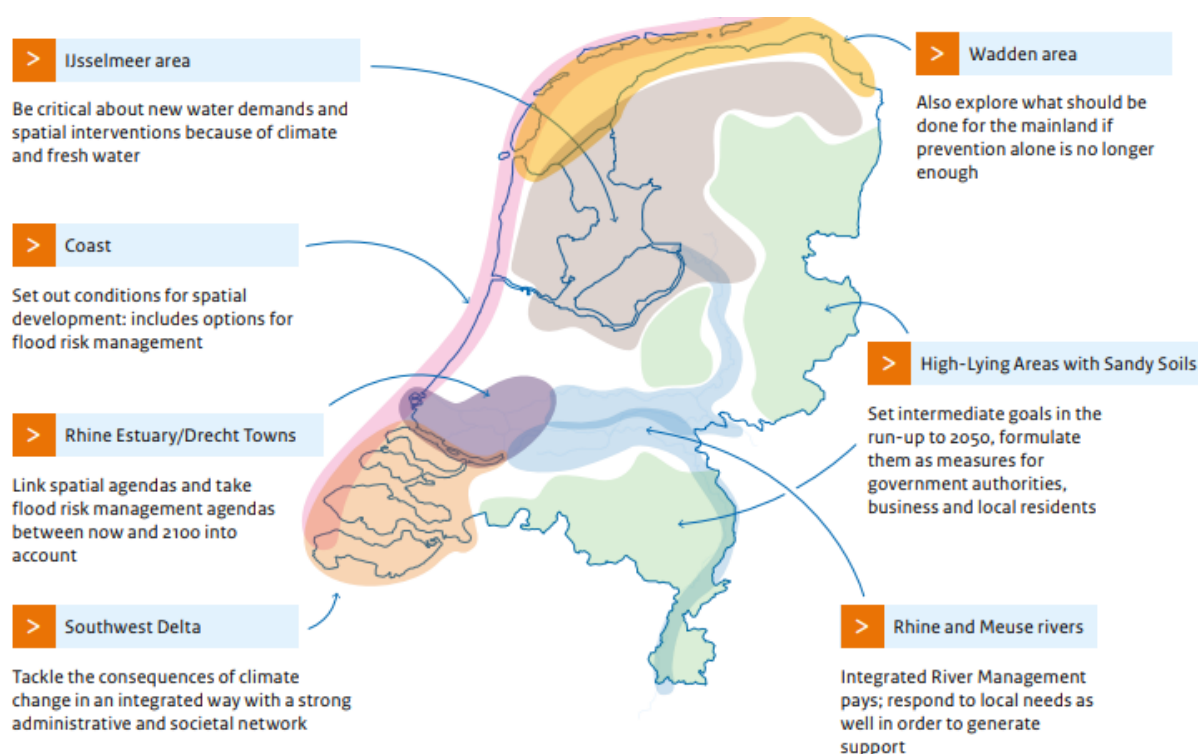 > IJsselmeer area
Be critical about new water demands and
spatial interventions because of climate
and fresh water
> Wadden area
Also explore what should be
done for the mainland if
prevention alone is no longer
enough
> Coast
Set out conditions for spatial
development: includes options for
flood risk management
> High-Lying Areas with Sandy Soils
Set intermediate goals in the
run-up to 2050, formulate
them as measures for
government authorities,
business and local residents
> Rhine Estuary/Drecht Towns
Link spatial agendas and take
flood risk management agendas
between now and 2100 into
account
> Southwest Delta
Tackle the consequences of climate
change in an integrated way with a strong
administrative and societal network
> Rhine and Meuse rivers
Integrated River Management
pays; respond to local needs as
well in order to generate
support